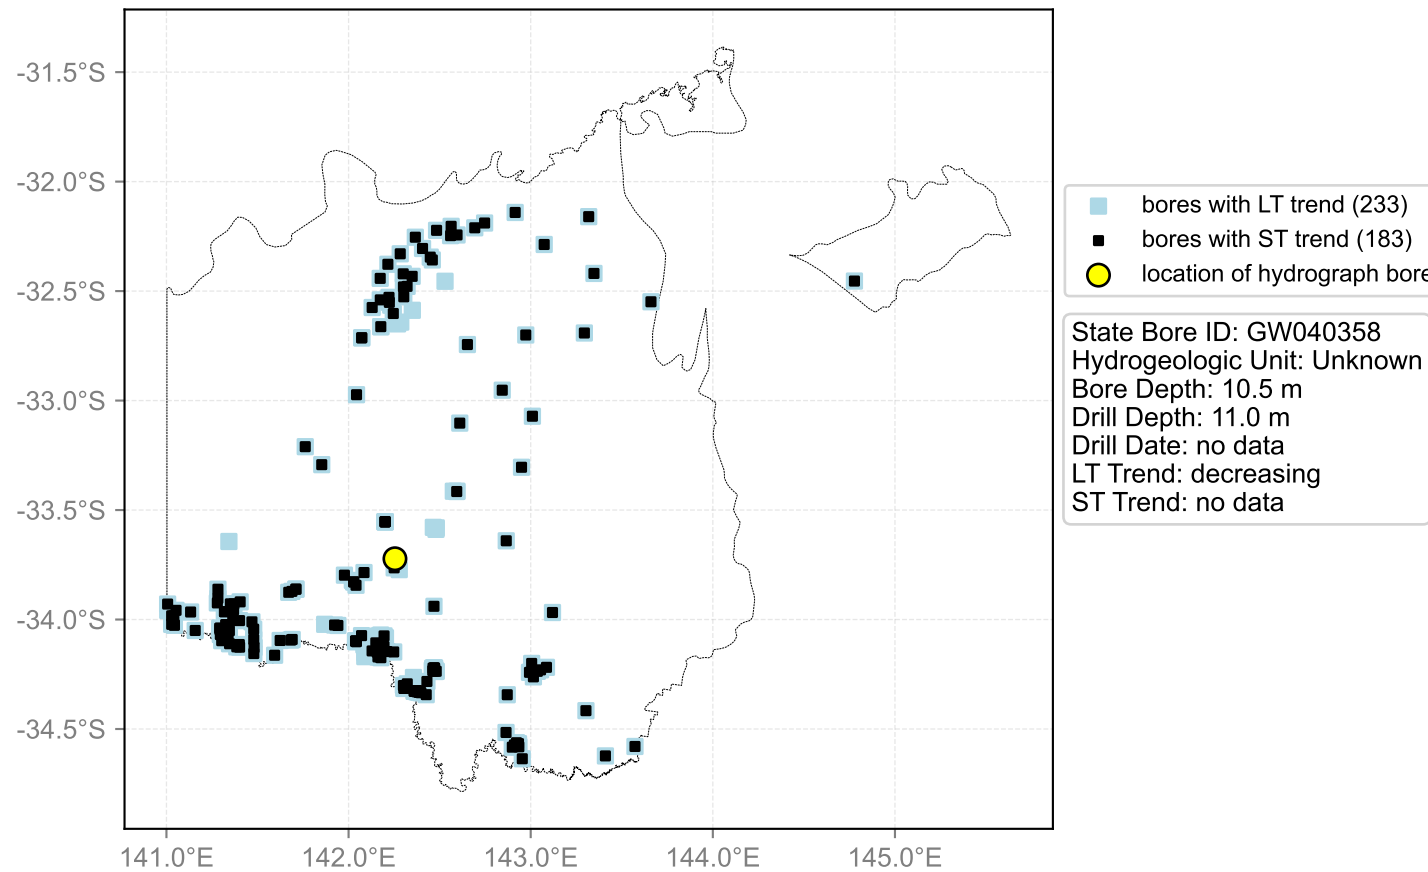 -31.5°S
-32.0°S
-32.5°S
-33.0°S
-33.5°S
-34.0°S
-34.5°S
141.0°E 142.0°E 143.0°E 144.0°E 145.0°E
bores with LT trend (233)
bores with ST trend (183)
location of hydrograph bore
State Bore ID: GW040358
Hydrogeologic Unit: Unknown
Bore Depth: 10.5 m
Drill Depth: 11.0 m
Drill Date: no data
LT Trend: decreasing
ST Trend: no data